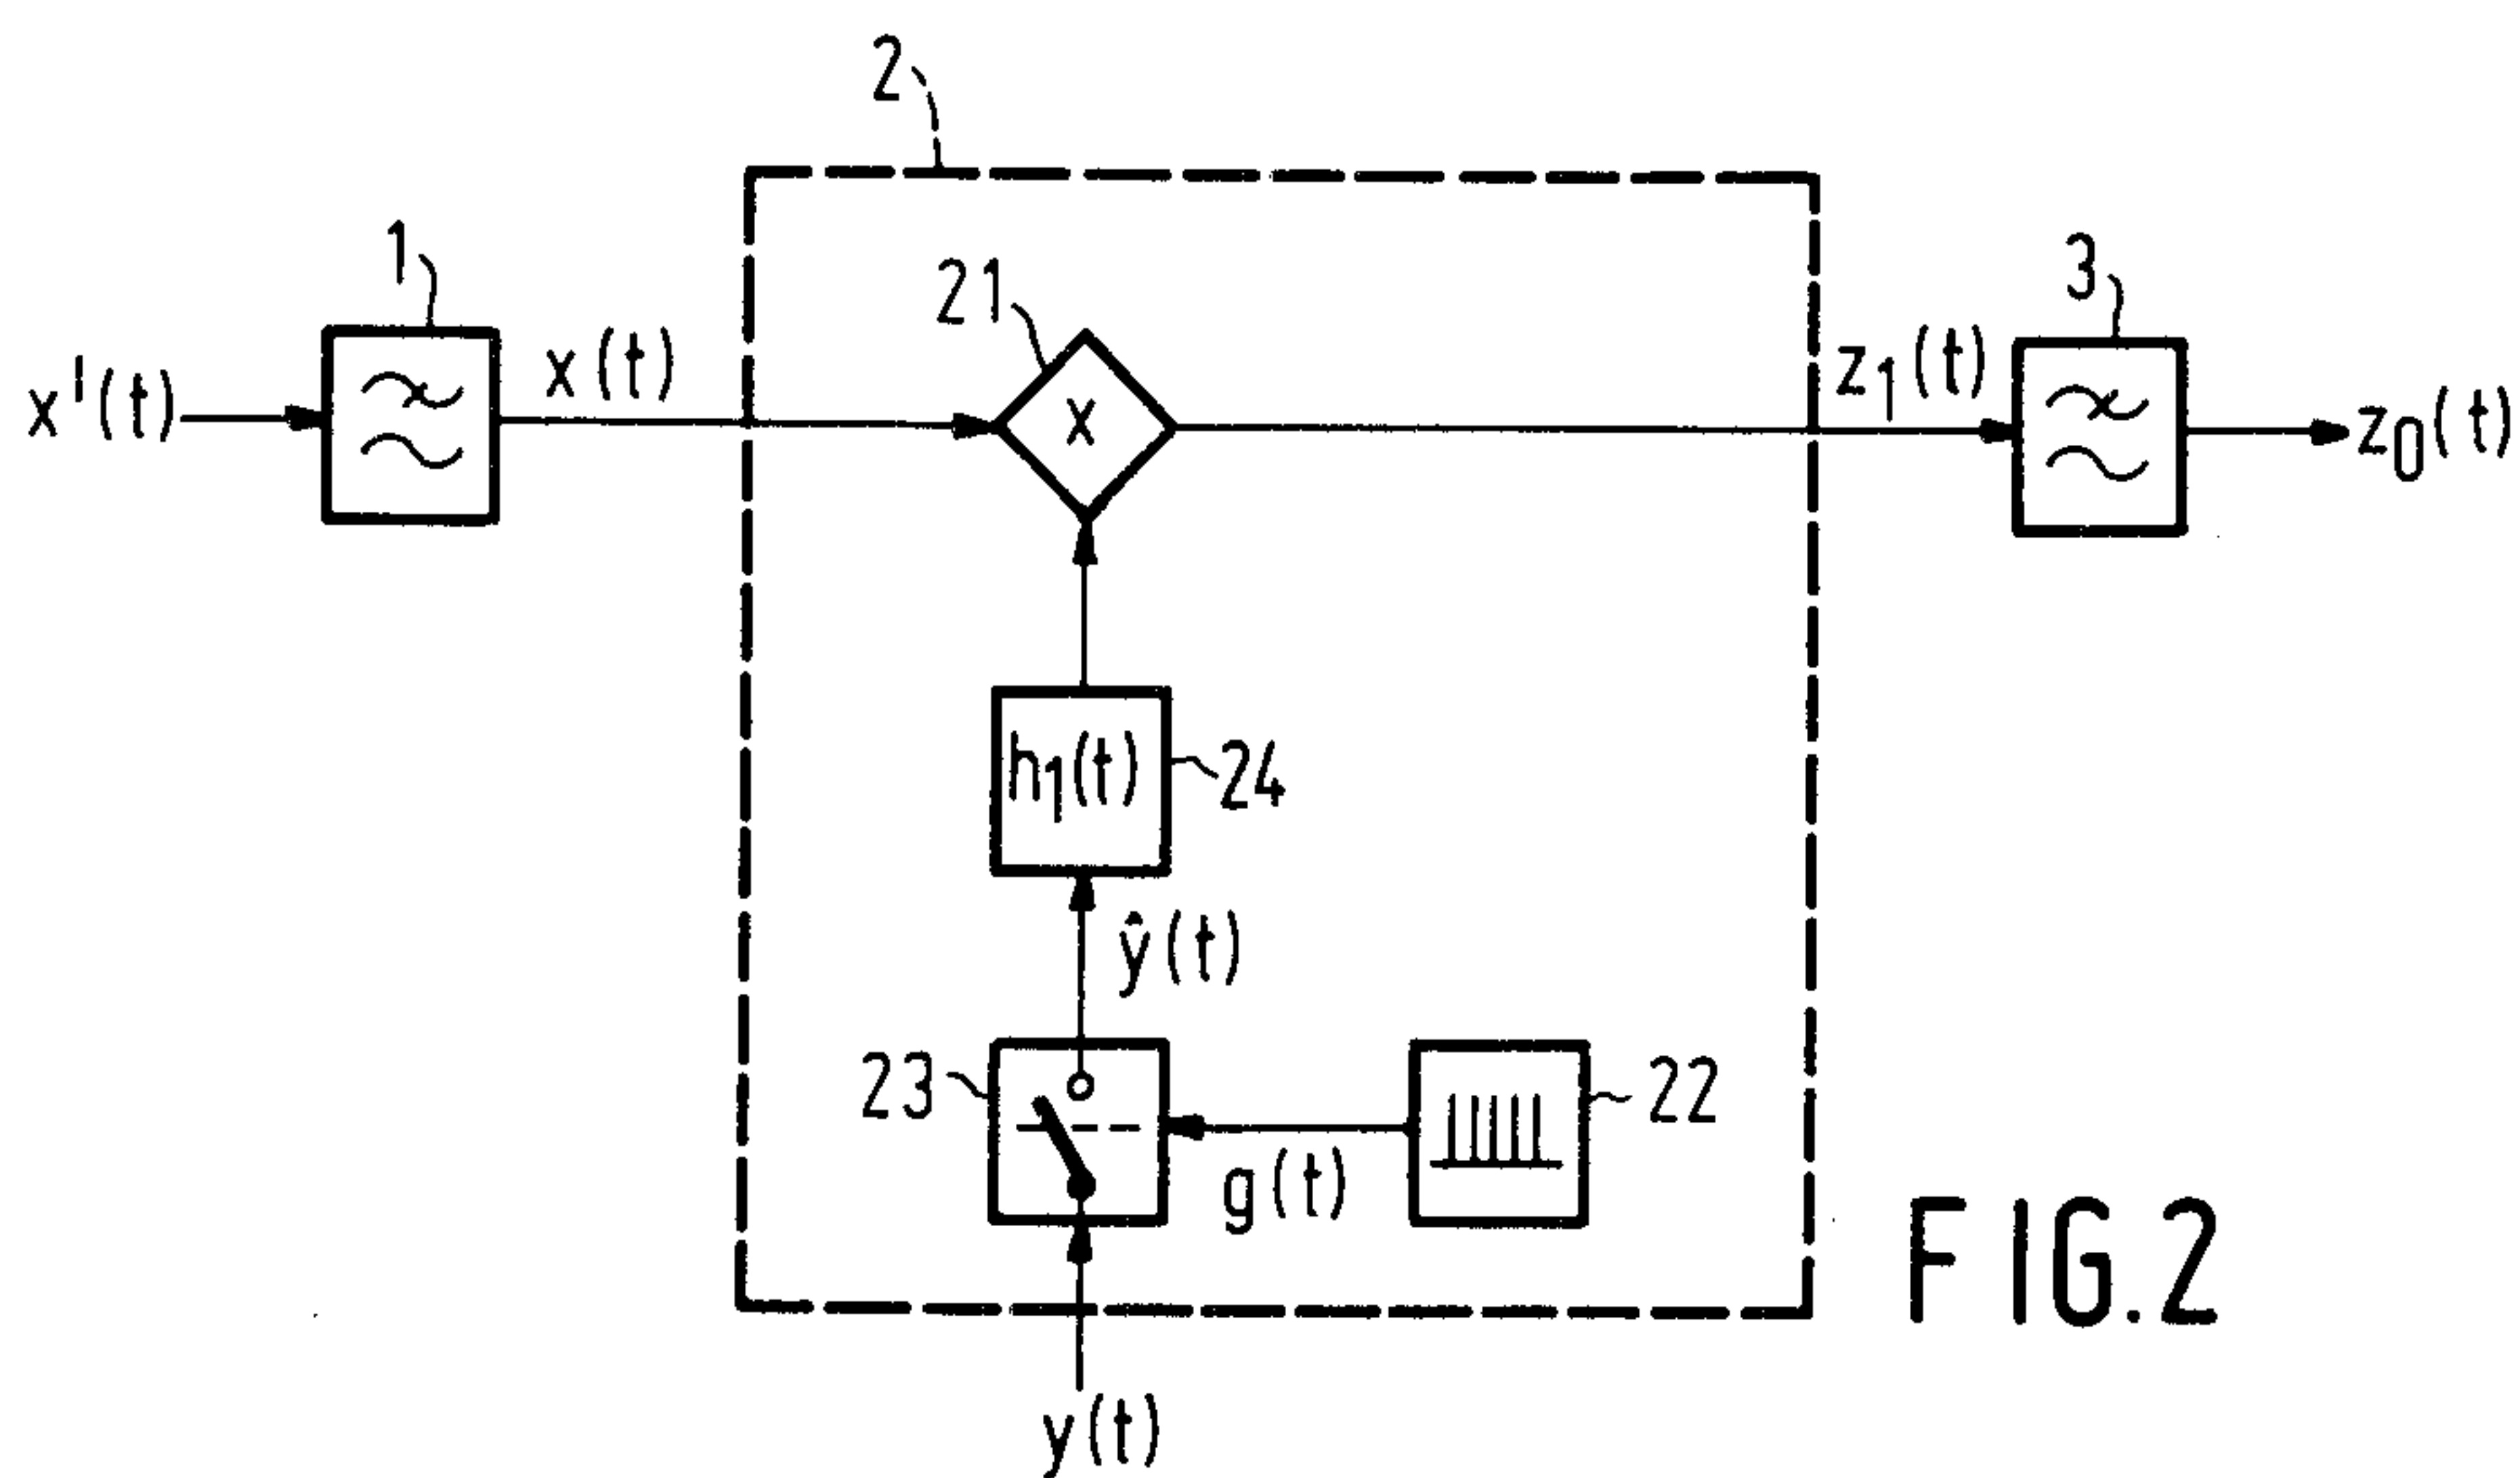 2
1
21
3
x'(t)
x(t)
x
z₁(t)
z₀(t)
h₁(t)
24
ŷ(t)
23
22
g(t)
FIG.2
y(t)